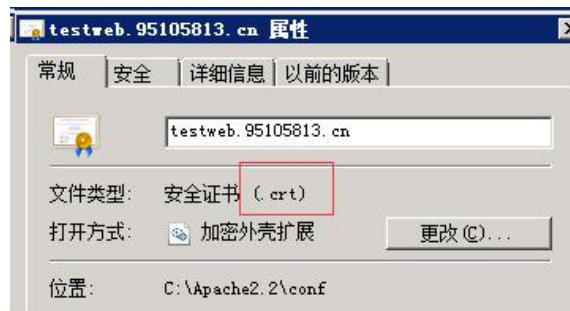 testweb.95105813.cn 属性
常规 安全 详细信息 以前的版本
testweb.95105813.cn
文件类型: 安全证书 (.crt)
打开方式: 加密外壳扩展 更改(C)...
位置: C:\Apache2.2\conf